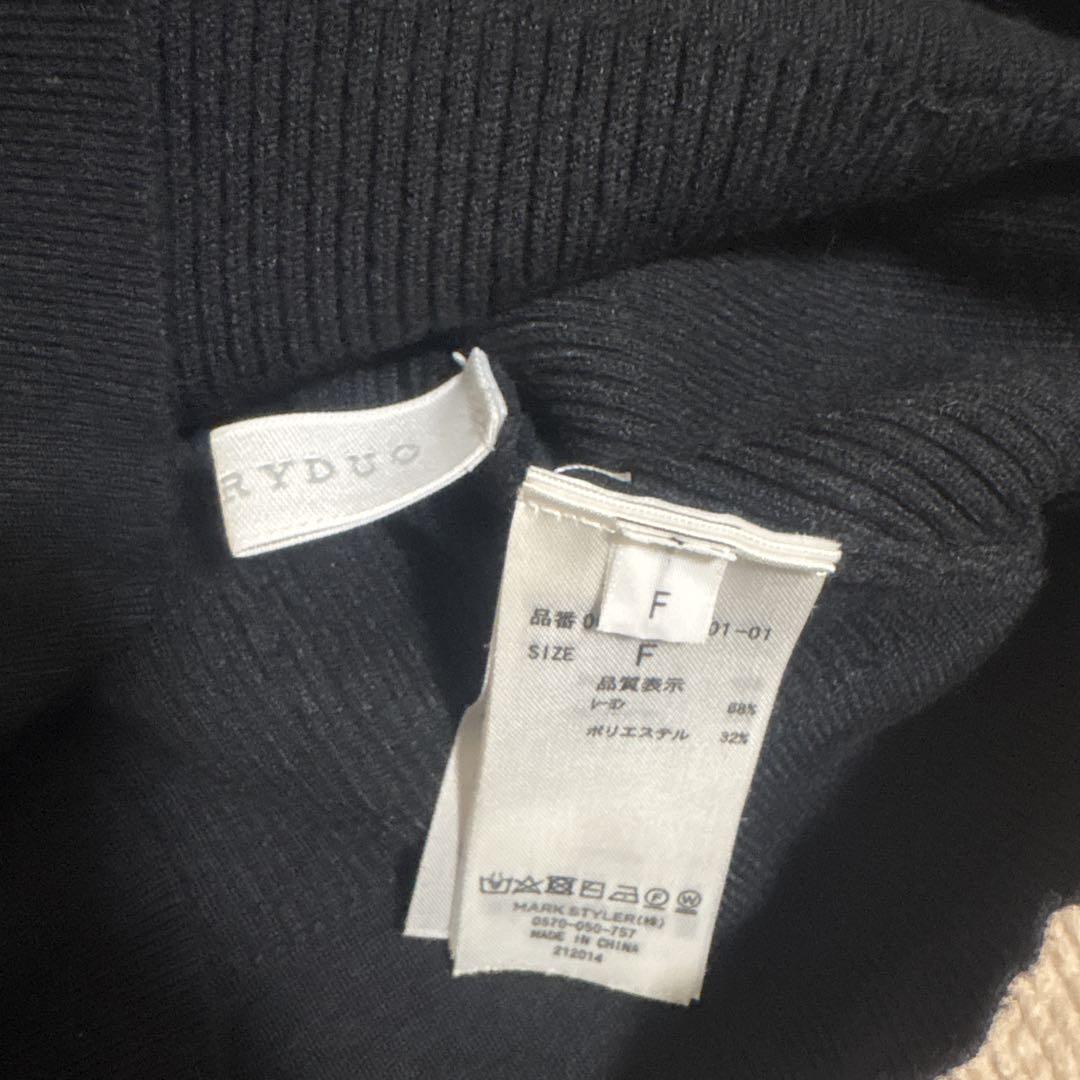 RYDUO
F
品番 0 01-01
SIZE F
品質表示
ﾚｰﾖﾝ 68%
ポリエステル 32%
F W
MARK STYLER(株)
0570-050-757
MADE IN CHINA
212014